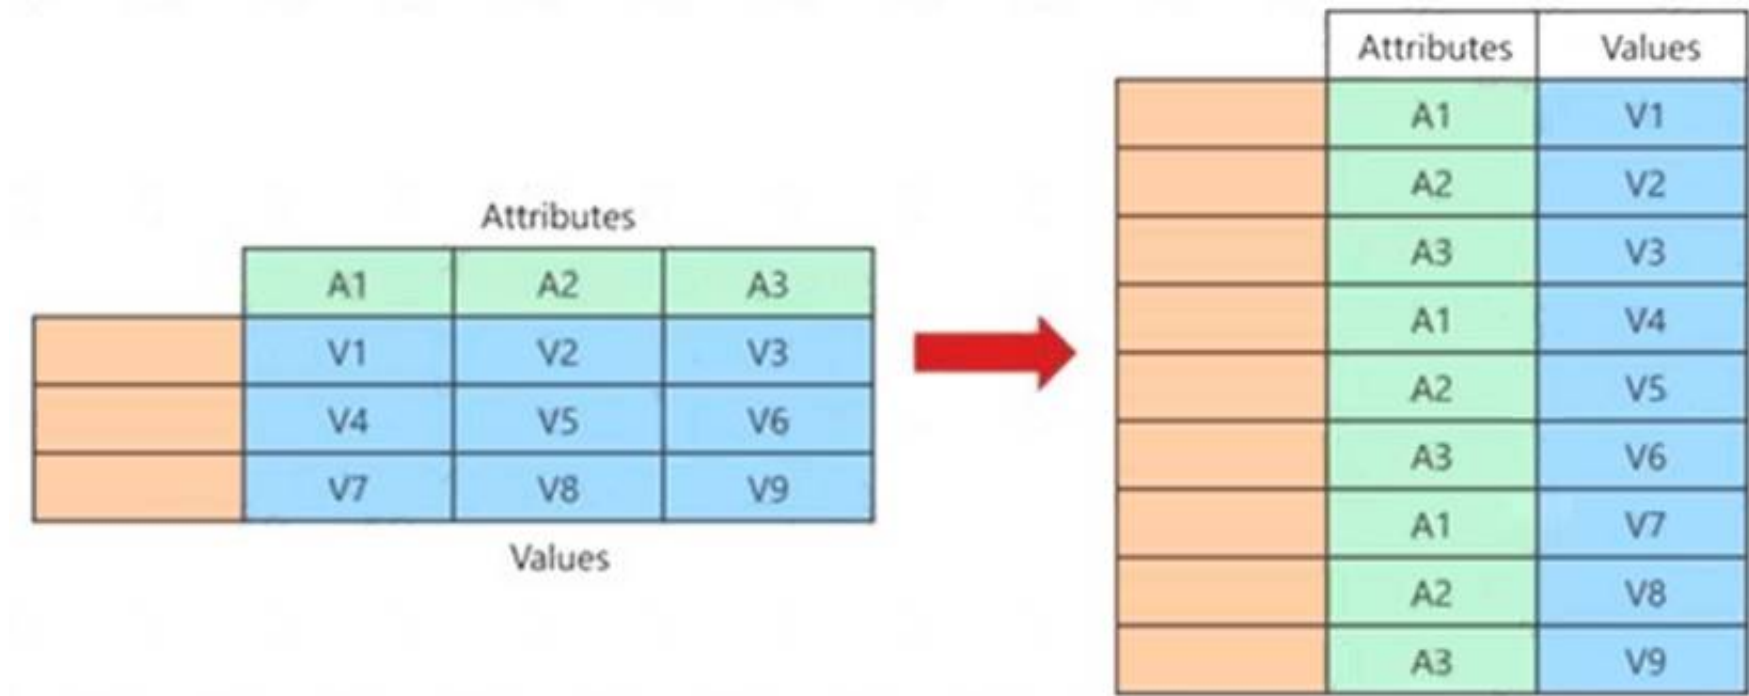 Attributes
A1 A2 A3
V1 V2 V3
V4 V5 V6
V7 V8 V9
Values
Attributes Values
A1 V1
A2 V2
A3 V3
A1 V4
A2 V5
A3 V6
A1 V7
A2 V8
A3 V9